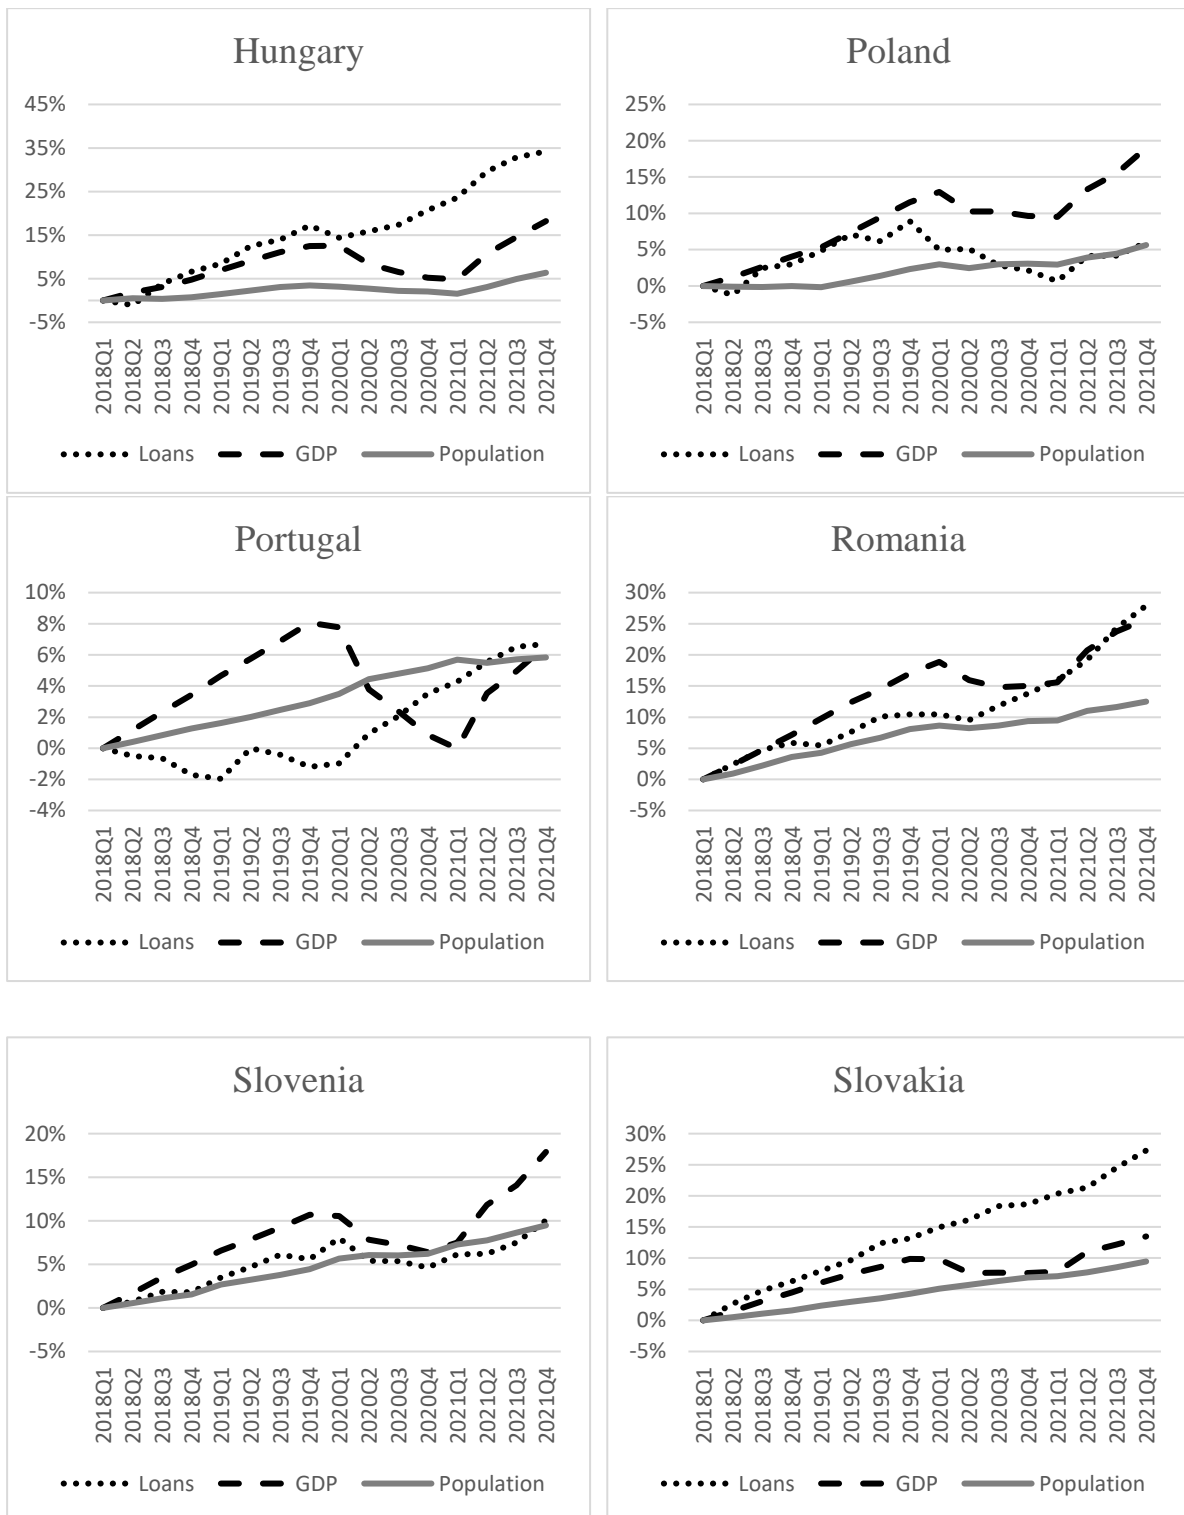 Hungary
45%
35%
25%
15%
5%
-5%
2018Q1
2018Q2
2018Q3
2018Q4
2019Q1
2019Q2
2019Q3
2019Q4
2020Q1
2020Q2
2020Q3
2020Q4
2021Q1
2021Q2
2021Q3
2021Q4
Loans GDP Population
Poland
25%
20%
15%
10%
5%
0%
-5%
2018Q1
2018Q2
2018Q3
2018Q4
2019Q1
2019Q2
2019Q3
2019Q4
2020Q1
2020Q2
2020Q3
2020Q4
2021Q1
2021Q2
2021Q3
2021Q4
Loans GDP Population
Portugal
10%
8%
6%
4%
2%
0%
-2%
-4%
2018Q1
2018Q2
2018Q3
2018Q4
2019Q1
2019Q2
2019Q3
2019Q4
2020Q1
2020Q2
2020Q3
2020Q4
2021Q1
2021Q2
2021Q3
2021Q4
Loans GDP Population
Romania
30%
25%
20%
15%
10%
5%
0%
-5%
2018Q1
2018Q2
2018Q3
2018Q4
2019Q1
2019Q2
2019Q3
2019Q4
2020Q1
2020Q2
2020Q3
2020Q4
2021Q1
2021Q2
2021Q3
2021Q4
Loans GDP Population
Slovenia
20%
15%
10%
5%
0%
-5%
2018Q1
2018Q2
2018Q3
2018Q4
2019Q1
2019Q2
2019Q3
2019Q4
2020Q1
2020Q2
2020Q3
2020Q4
2021Q1
2021Q2
2021Q3
2021Q4
Loans GDP Population
Slovakia
30%
25%
20%
15%
10%
5%
0%
-5%
2018Q1
2018Q2
2018Q3
2018Q4
2019Q1
2019Q2
2019Q3
2019Q4
2020Q1
2020Q2
2020Q3
2020Q4
2021Q1
2021Q2
2021Q3
2021Q4
Loans GDP Population